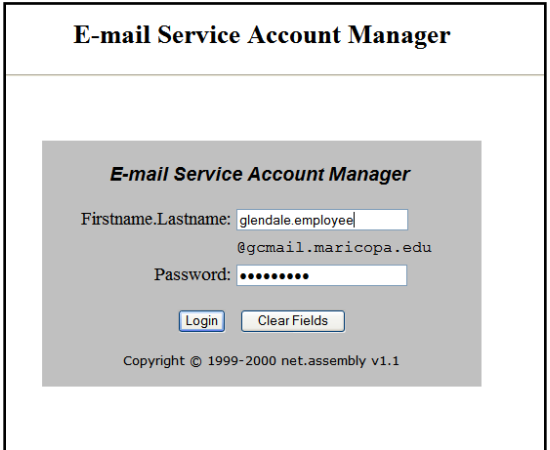 E-mail Service Account Manager
E-mail Service Account Manager
Firstname.Lastname: glendale.employee
@gcmail.maricopa.edu
Password: •••••••••
Login Clear Fields
Copyright © 1999-2000 net.assembly v1.1